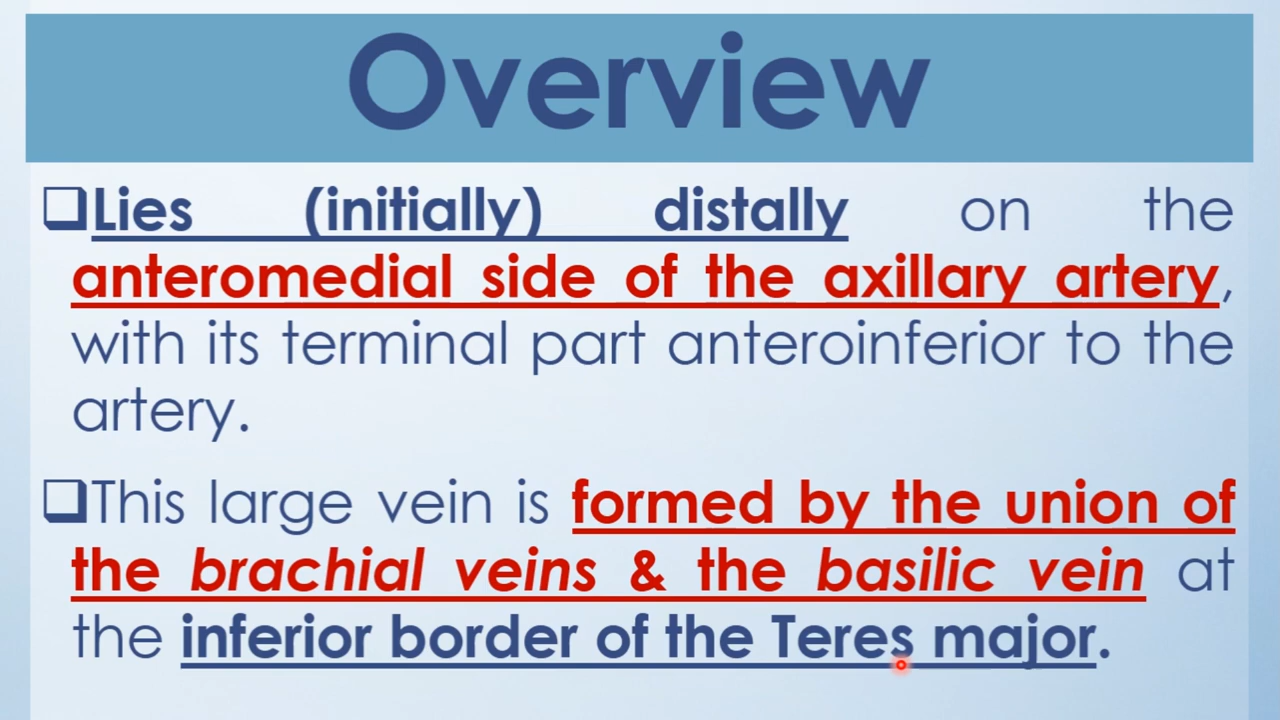 Overview
❑Lies (initially) distally on the
anteromedial side of the axillary artery,
with its terminal part anteroinferior to the
artery.
❑This large vein is formed by the union of
the brachial veins & the basilic vein at
the inferior border of the Teres major.